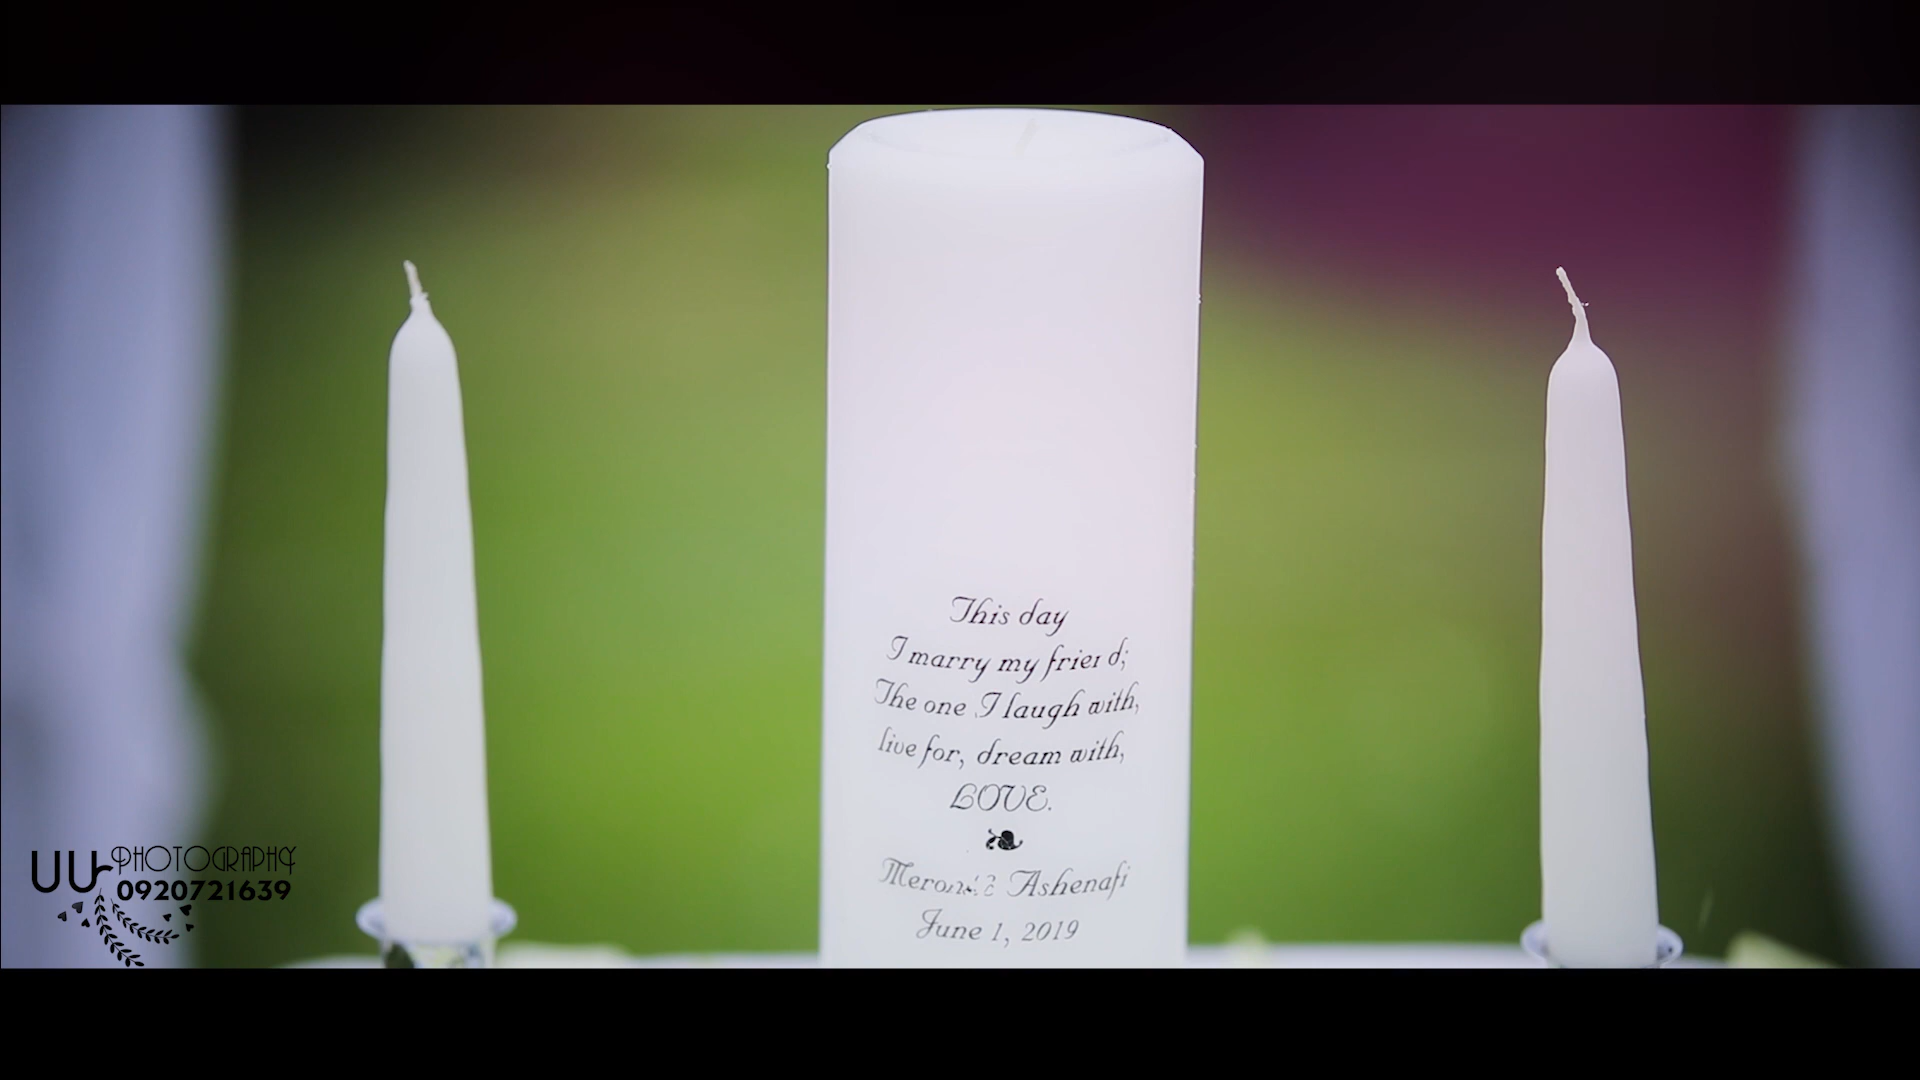 This day
I marry my friend;
The one I laugh with,
live for, dream with,
LOVE.
Meron & Ashenafi
June 1, 2019
UUr PHOTOGRAPHY
0920721639